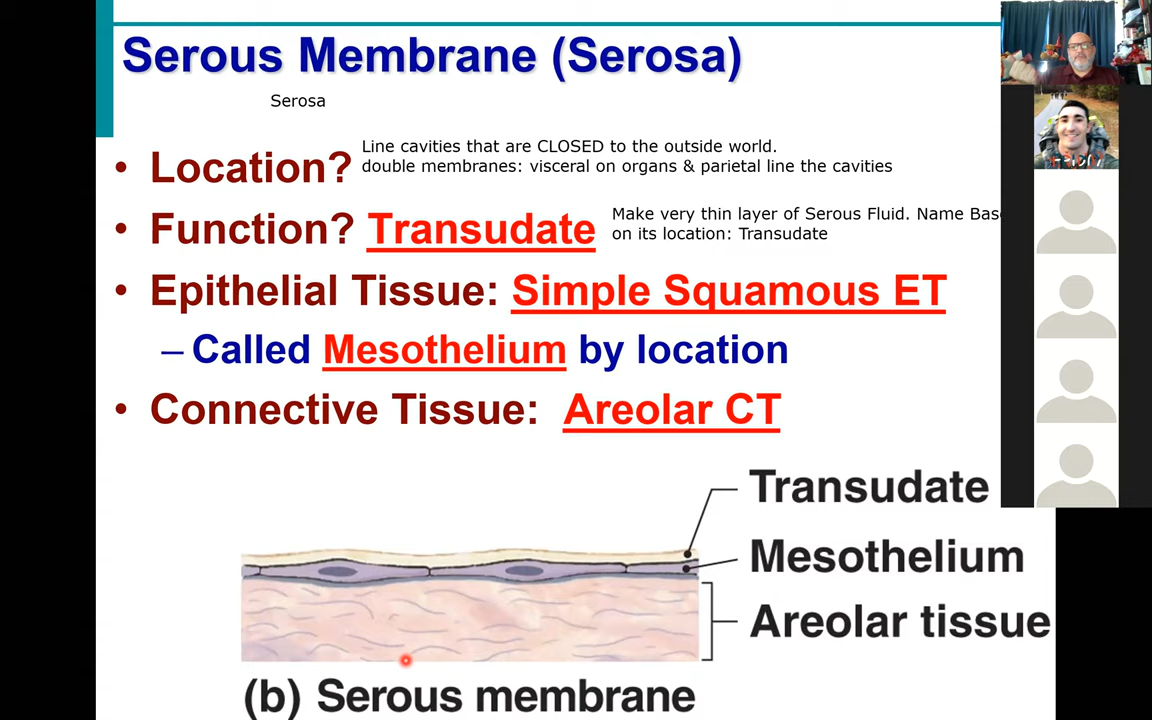 Serous Membrane (Serosa)
Serosa
• Location?
Line cavities that are CLOSED to the outside world.
double membranes: visceral on organs & parietal line the cavities
• Function? Transudate
Make very thin layer of Serous Fluid. Name
on its location: Transudate
• Epithelial Tissue: Simple Squamous ET
– Called Mesothelium by location
• Connective Tissue: Areolar CT
Transudate
Mesothelium
Areolar tissue
(b) Serous membrane